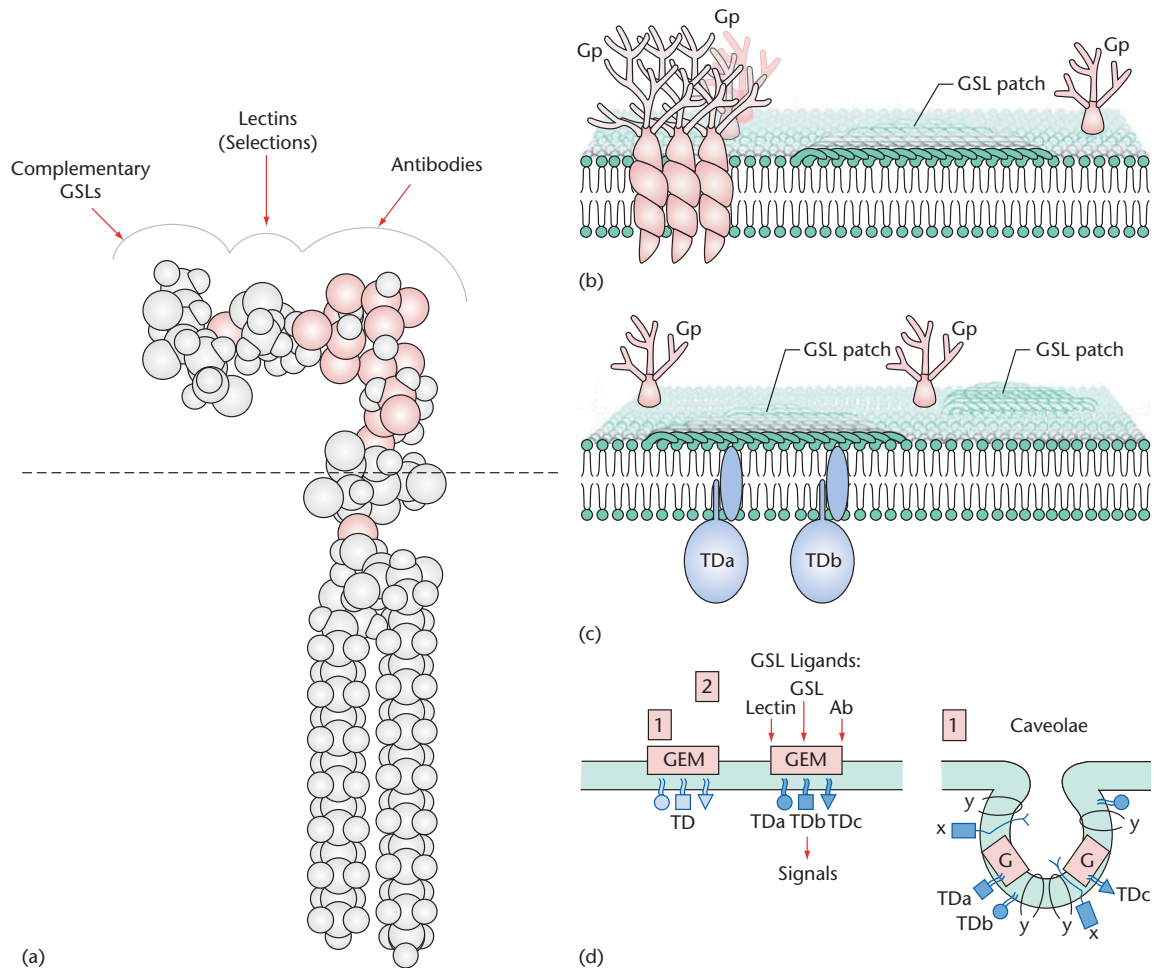 Complementary
GSLs
Lectins
(Selections)
Antibodies
(a)
Gp
Gp
Gp
GSL patch
(b)
Gp
GSL patch
Gp
GSL patch
TDa
TDb
(c)
GSL Ligands:
2
GSL
Lectin
Ab
1
GEM
GEM
TD
TDa TDb TDc
Signals
1
Caveolae
y
y
x
G
G
TDa
TDc
TDb
y
y
x
(d)